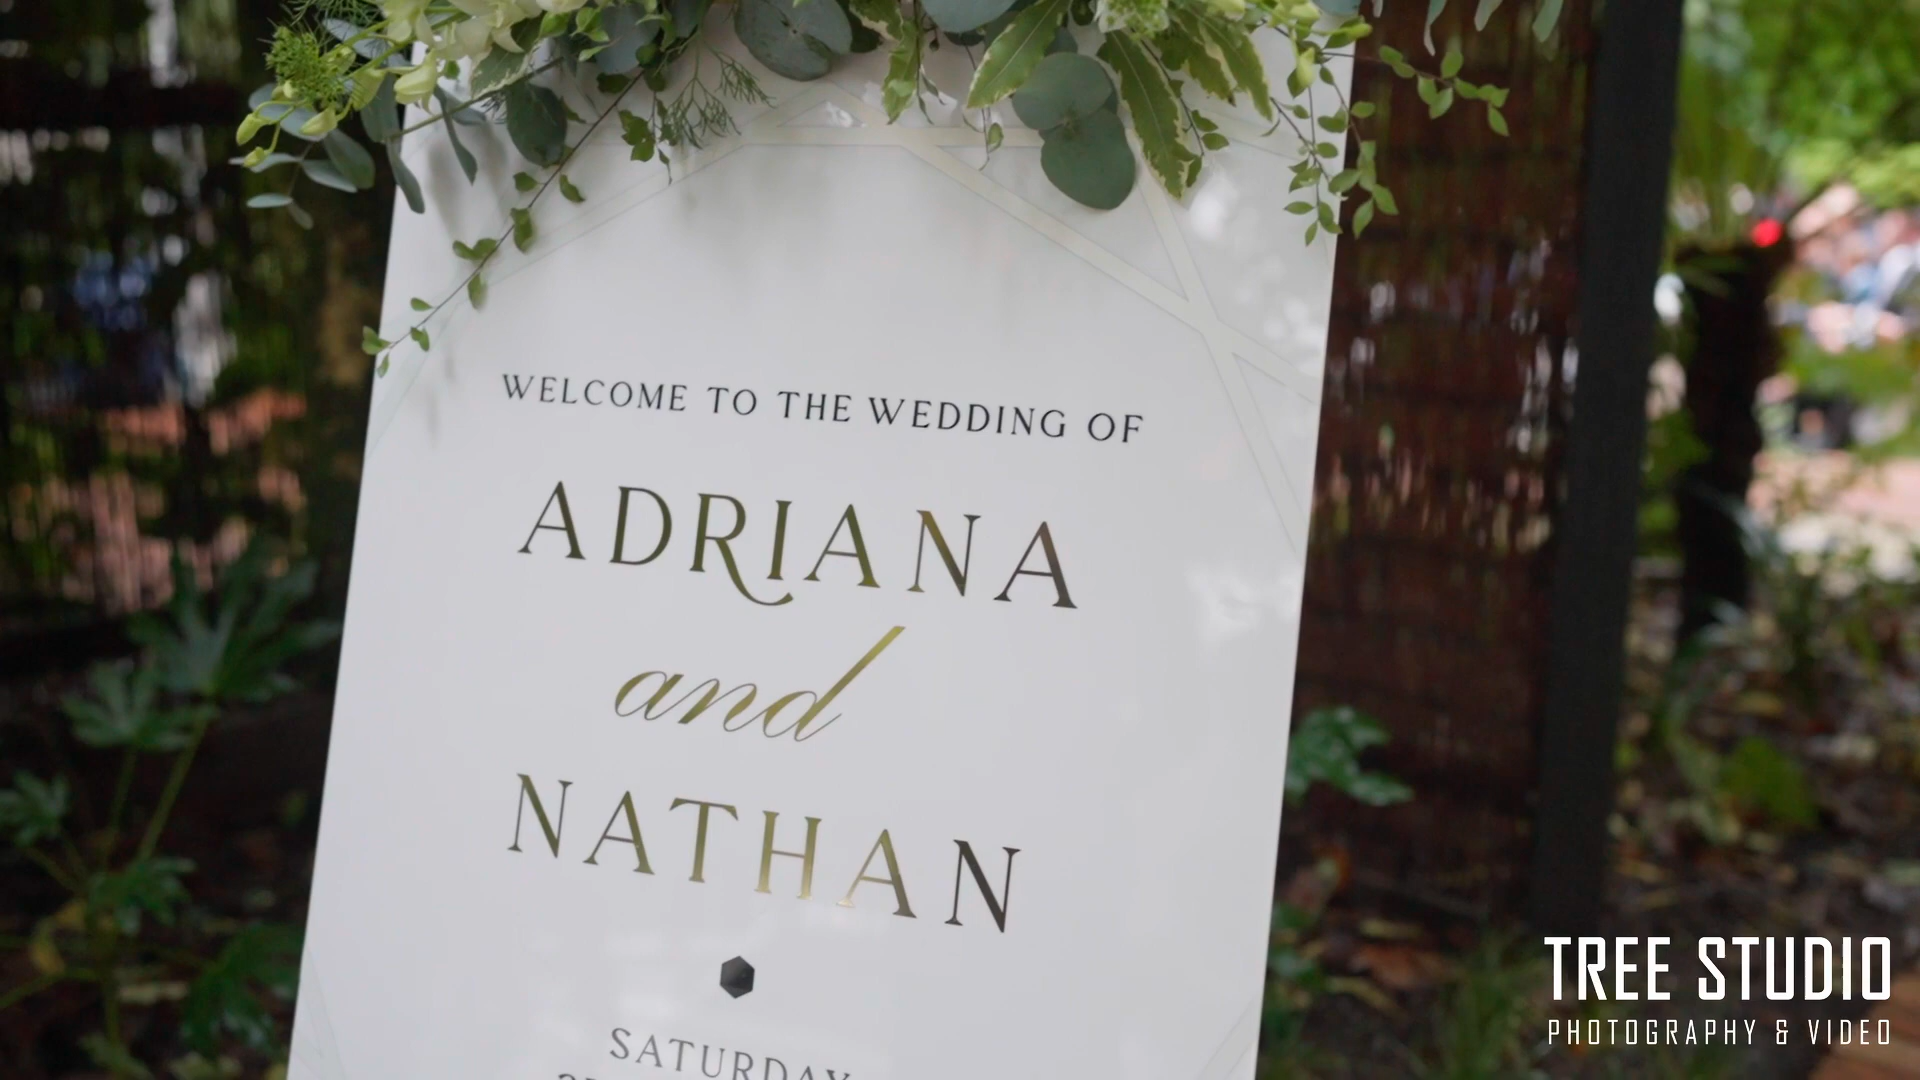 WELCOME TO THE WEDDING OF
ADRIANA
and
NATHAN
SATURDAY
TREE STUDIO
PHOTOGRAPHY & VIDEO